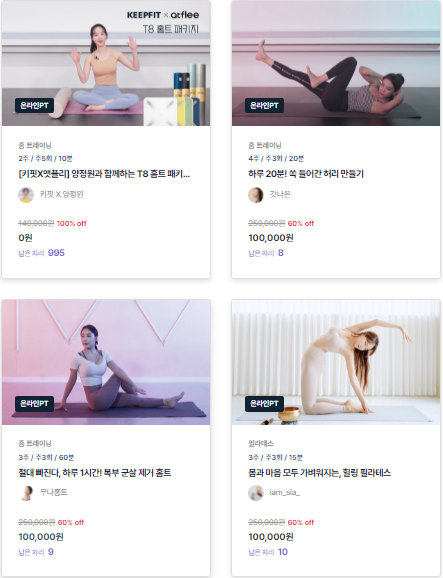 KEEPFIT × atflee
T8 홈트 패키지
온라인PT
홈 트레이닝
2주 / 주5회 / 10분
[키핏X앳플리] 양정원과 함께하는 T8 홈트 패키...
키핏 X 양정원
140,000원 100% off
0원
남은 자리 995
온라인PT
홈 트레이닝
4주 / 주3회 / 20분
하루 20분! 쏙 들어간 허리 만들기
갓나은
250,000원 60% off
100,000원
남은 자리 8
온라인PT
홈 트레이닝
3주 / 주3회 / 60분
절대 빠진다, 하루 1시간! 복부 군살 제거 홈트
무나홈트
250,000원 60% off
100,000원
남은 자리 9
온라인PT
필라테스
3주 / 주3회 / 15분
몸과 마음 모두 가벼워지는, 힐링 필라테스
iam_sia_
250,000원 60% off
100,000원
남은 자리 10